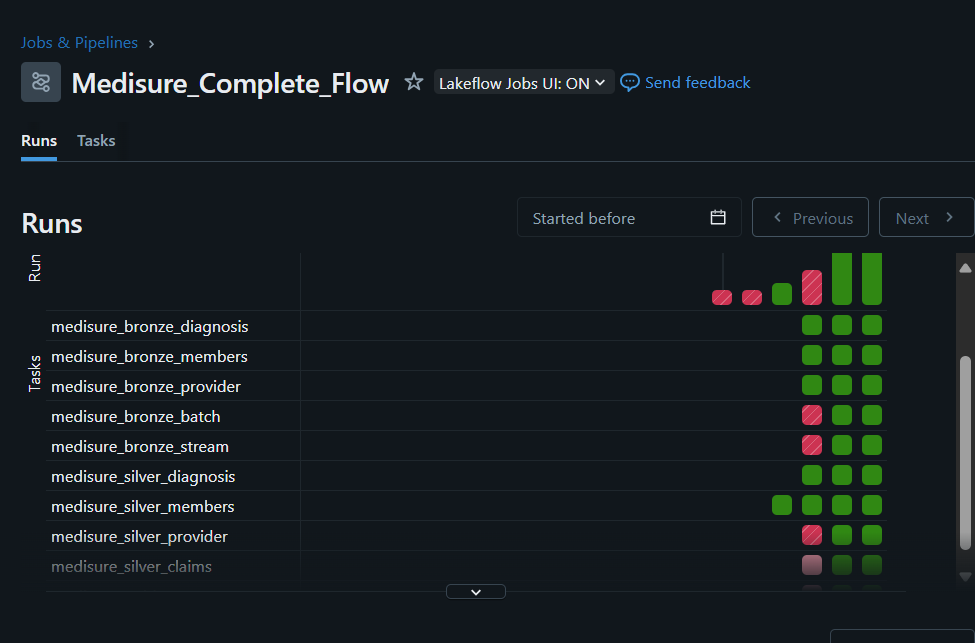 Jobs & Pipelines
Medisure_Complete_Flow
Lakeflow Jobs UI: ON
Send feedback
Runs
Tasks
Runs
Started before
Previous
Next
Run
Tasks
medisure_bronze_diagnosis
medisure_bronze_members
medisure_bronze_provider
medisure_bronze_batch
medisure_bronze_stream
medisure_silver_diagnosis
medisure_silver_members
medisure_silver_provider
medisure_silver_claims